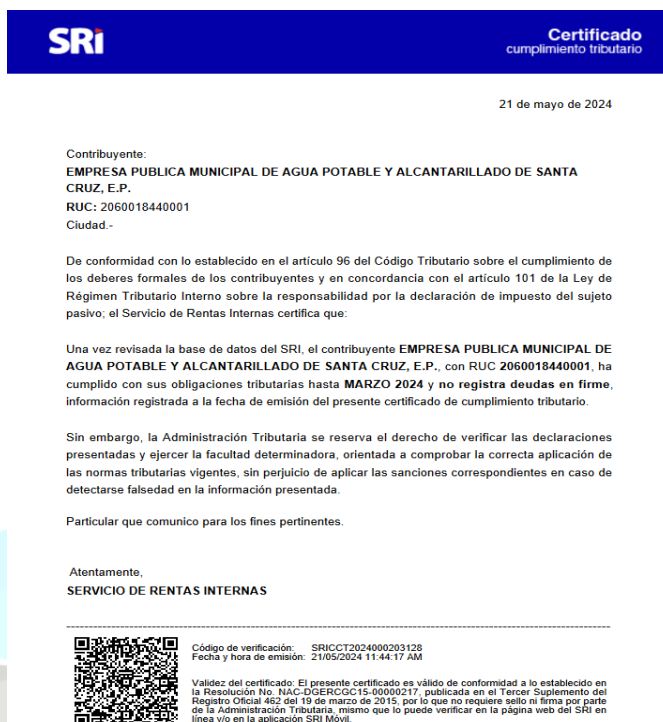 SRi
Certificado
cumplimiento tributario
21 de mayo de 2024
Contribuyente:
EMPRESA PUBLICA MUNICIPAL DE AGUA POTABLE Y ALCANTARILLADO DE SANTA
CRUZ, E.P.
RUC: 2060018440001
Ciudad.-
De conformidad con lo establecido en el artículo 96 del Código Tributario sobre el cumplimiento de
los deberes formales de los contribuyentes y en concordancia con el artículo 101 de la Ley de
Régimen Tributario Interno sobre la responsabilidad por la declaración de impuesto del sujeto
pasivo; el Servicio de Rentas Internas certifica que:
Una vez revisada la base de datos del SRI, el contribuyente EMPRESA PUBLICA MUNICIPAL DE
AGUA POTABLE Y ALCANTARILLADO DE SANTA CRUZ, E.P., con RUC 2060018440001, ha
cumplido con sus obligaciones tributarias hasta MARZO 2024 y no registra deudas en firme,
información registrada a la fecha de emisión del presente certificado de cumplimiento tributario.
Sin embargo, la Administración Tributaria se reserva el derecho de verificar las declaraciones
presentadas y ejercer la facultad determinadora, orientada a comprobar la correcta aplicación de
las normas tributarias vigentes, sin perjuicio de aplicar las sanciones correspondientes en caso de
detectarse falsedad en la información presentada.
Particular que comunico para los fines pertinentes.
Atentamente,
SERVICIO DE RENTAS INTERNAS
Código de verificación: SRICCT2024000203128
Fecha y hora de emisión: 21/05/2024 11:44:17 AM
Validez del certificado: El presente certificado es válido de conformidad a lo establecido en
la Resolución No. NAC-DGERCGC15-00000217, publicada en el Tercer Suplemento del
Registro Oficial 462 del 19 de marzo de 2015, por lo que no requiere sello ni firma por parte
de la Administración Tributaria, mismo que lo puede verificar en la página web del SRI en
línea y/o en la aplicación SRI Móvil.